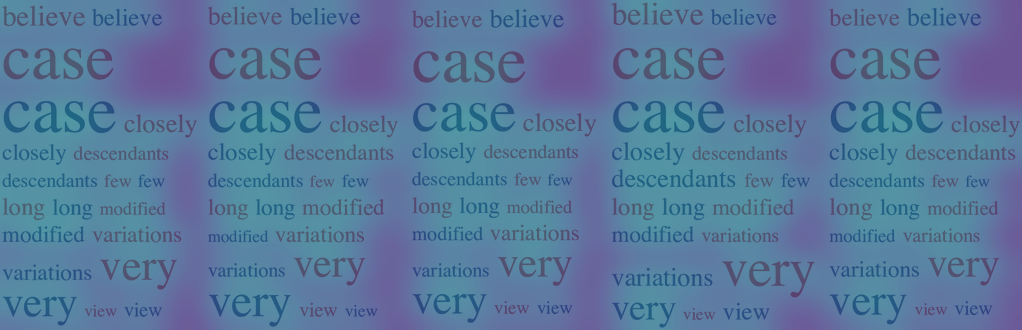 believe believe believe believe believe believe believe believe believe believe
case case case case case
case closely case closely case closely case closely case closely
closely descendants closely descendants closely descendants closely descendants closely descendants
descendants few few descendants few few descendants few few descendants few few descendants few few
long long modified long long modified long long modified long long modified long long modified
modified variations modified variations modified variations modified variations modified variations
variations very variations very variations very variations very variations very
very view view very view view very view view very view view very view view